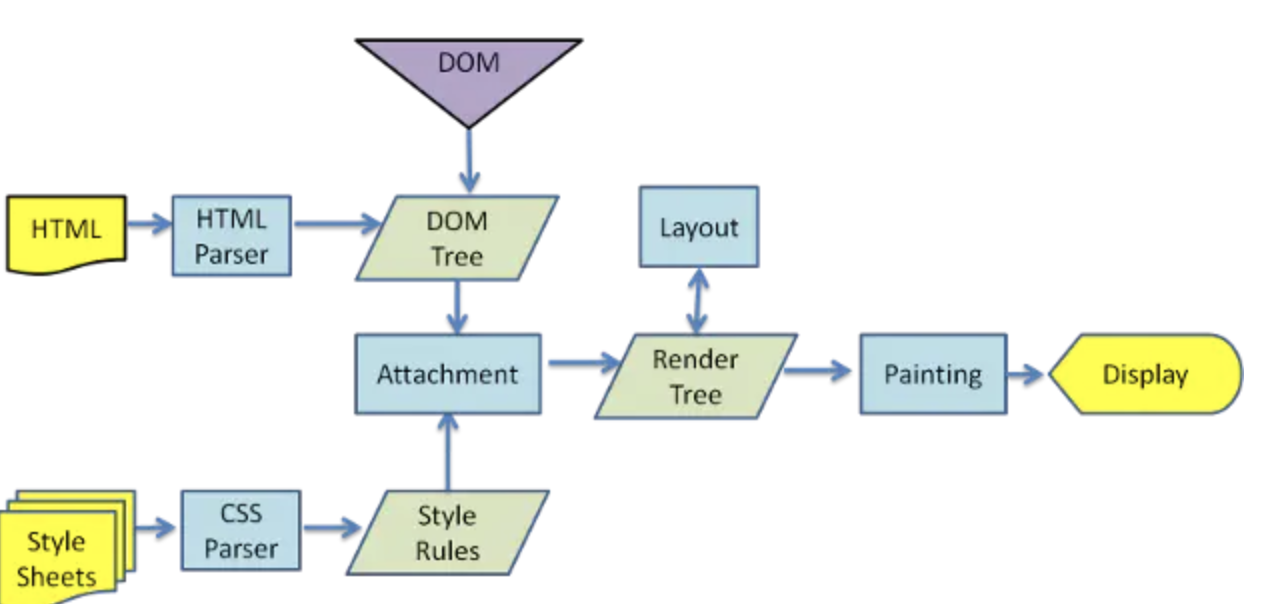 DOM
HTML
HTML
Parser
DOM
Tree
Layout
Attachment
Render
Tree
Painting
Display
Style
Sheets
CSS
Parser
Style
Rules